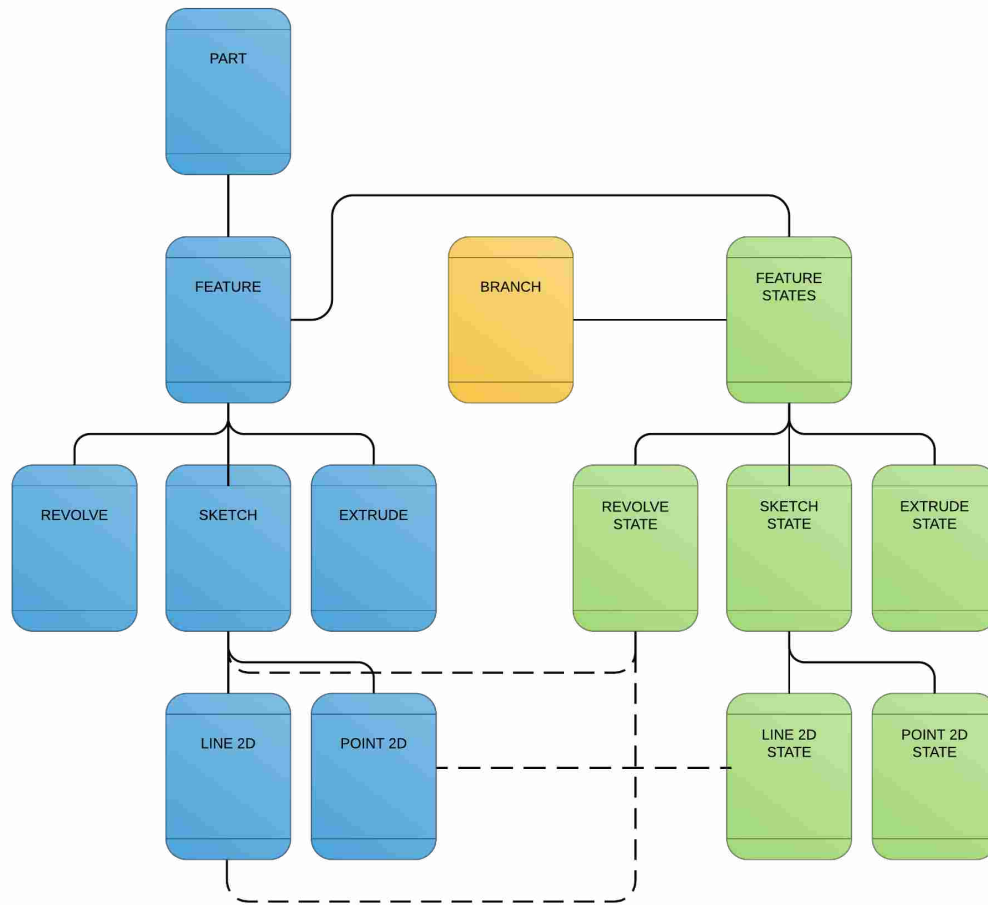 PART
FEATURE
BRANCH
FEATURE
STATES
REVOLVE
SKETCH
EXTRUDE
REVOLVE
STATE
SKETCH
STATE
EXTRUDE
STATE
LINE 2D
POINT 2D
LINE 2D
STATE
POINT 2D
STATE